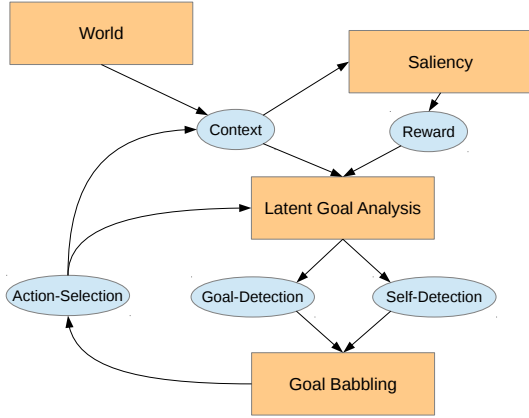 World
Saliency
Context
Reward
Latent Goal Analysis
Action-Selection
Goal-Detection
Self-Detection
Goal Babbling